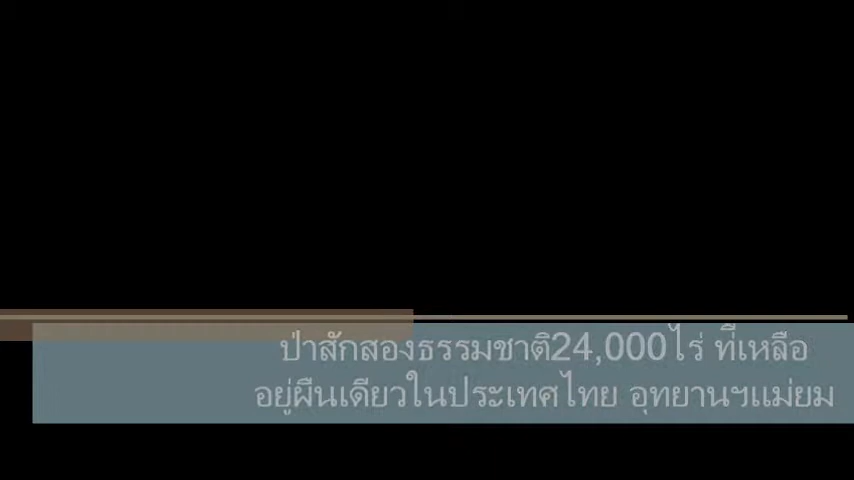 ป่าสักสองธรรมชาติ24,000ไร่ ที่เหลือ
อยู่ผืนเดียวในประเทศไทย อุทยานฯแม่ยม